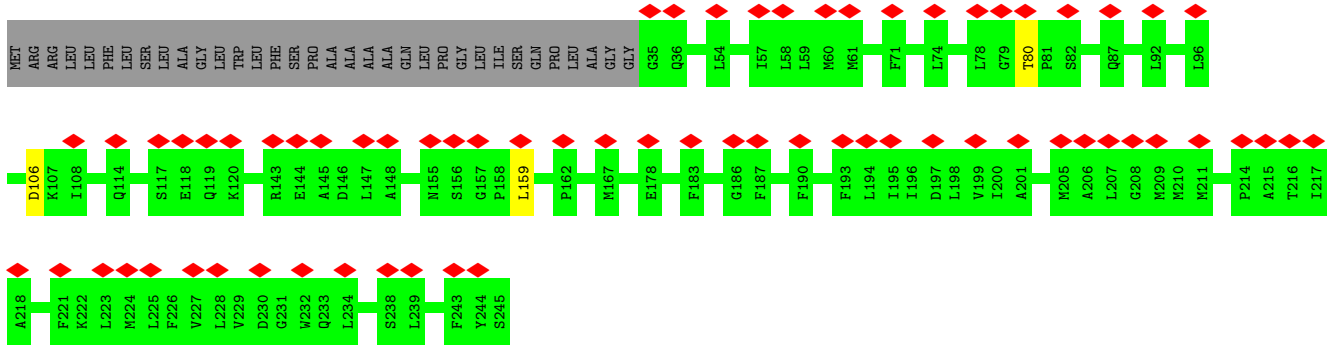 MET ARG ARG LEU LEU PHE LEU SER LEU ALA GLY LEU TRP LEU PHE SER PRO ALA ALA ALA ALA GLN LEU PRO GLY LEU ILE SER GLN PRO LEU ALA GLY GLY G35 Q36 L54 I57 L58 L59 M60 M61 F71 L74 L78 G79 T80 P81 S82 Q87 L92 L96
D106 K107 I108 Q114 S117 E118 Q119 K120 R143 E144 A145 D146 L147 A148 N155 S156 G157 P158 L159 P162 M167 E178 F183 G186 F187 F190 F193 L194 I195 I196 D197 L198 V199 I200 A201 M205 A206 L207 G208 M209 M210 M211 P214 A215 T216 I217
A218 F221 K222 L223 M224 L225 F226 V227 L228 V229 D230 G231 W232 Q233 L234 S238 L239 F243 Y244 S245